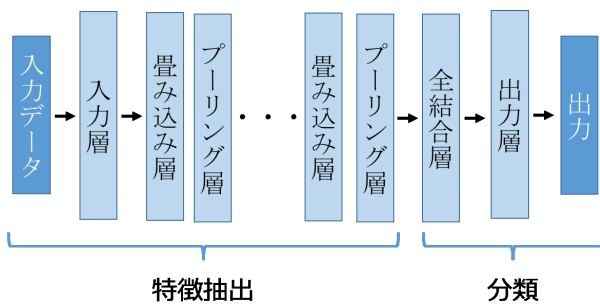 入力データ
入力層
畳み込み層
プーリング層
・・・
畳み込み層
プーリング層
全結合層
出力層
出力
特徴抽出
分類